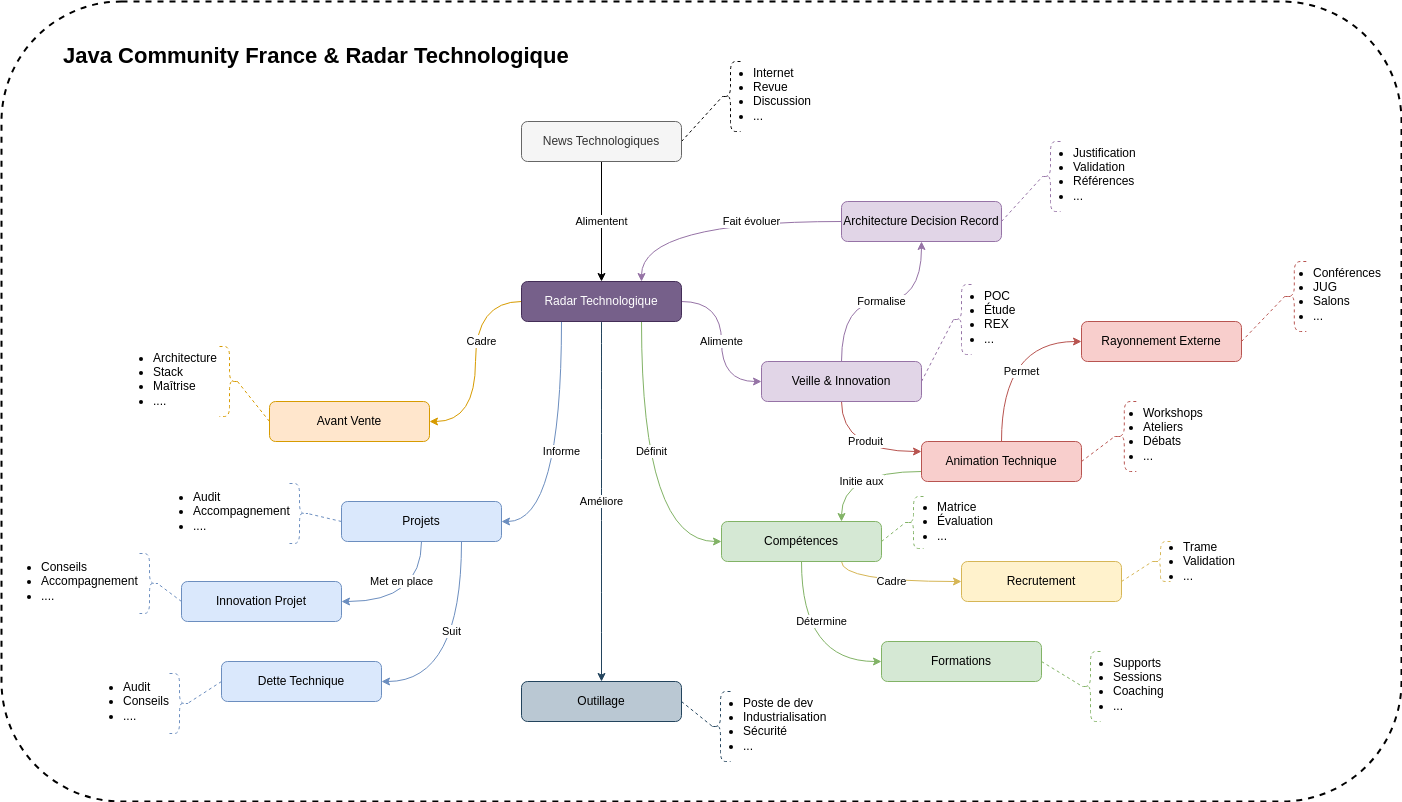 Java Community France & Radar Technologique
Internet
Revue
Discussion
...
News Technologiques
Justification
Validation
Références
...
Alimentent
Fait évoluer
Architecture Decision Record
Conférences
JUG
Salons
...
Radar Technologique
Formalise
POC
Étude
REX
...
Cadre
Alimente
Rayonnement Externe
Architecture
Stack
Maîtrise
....
Veille & Innovation
Permet
Avant Vente
Workshops
Ateliers
Débats
...
Informe
Définit
Produit
Animation Technique
Initie aux
Audit
Accompagnement
....
Projets
Améliore
Matrice
Évaluation
...
Compétences
Trame
Validation
...
Conseils
Accompagnement
....
Met en place
Cadre
Recrutement
Innovation Projet
Suit
Détermine
Dette Technique
Formations
Supports
Sessions
Coaching
...
Audit
Conseils
....
Outillage
Poste de dev
Industrialisation
Sécurité
...